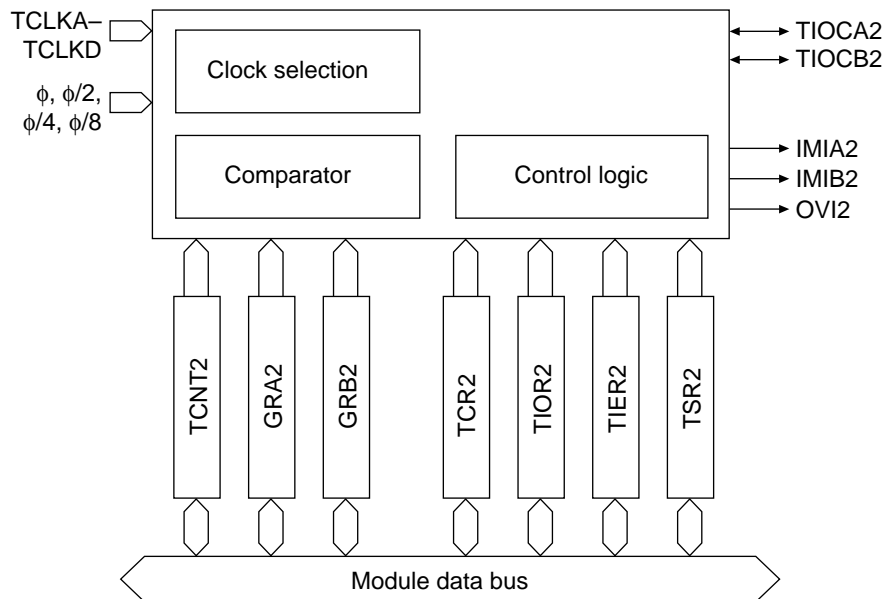 TCLKA–
TCLKD
ϕ, ϕ/2,
ϕ/4, ϕ/8
Clock selection
Comparator
Control logic
TIOCA2
TIOCB2
IMIA2
IMIB2
OVI2
TCNT2
GRA2
GRB2
TCR2
TIOR2
TIER2
TSR2
Module data bus